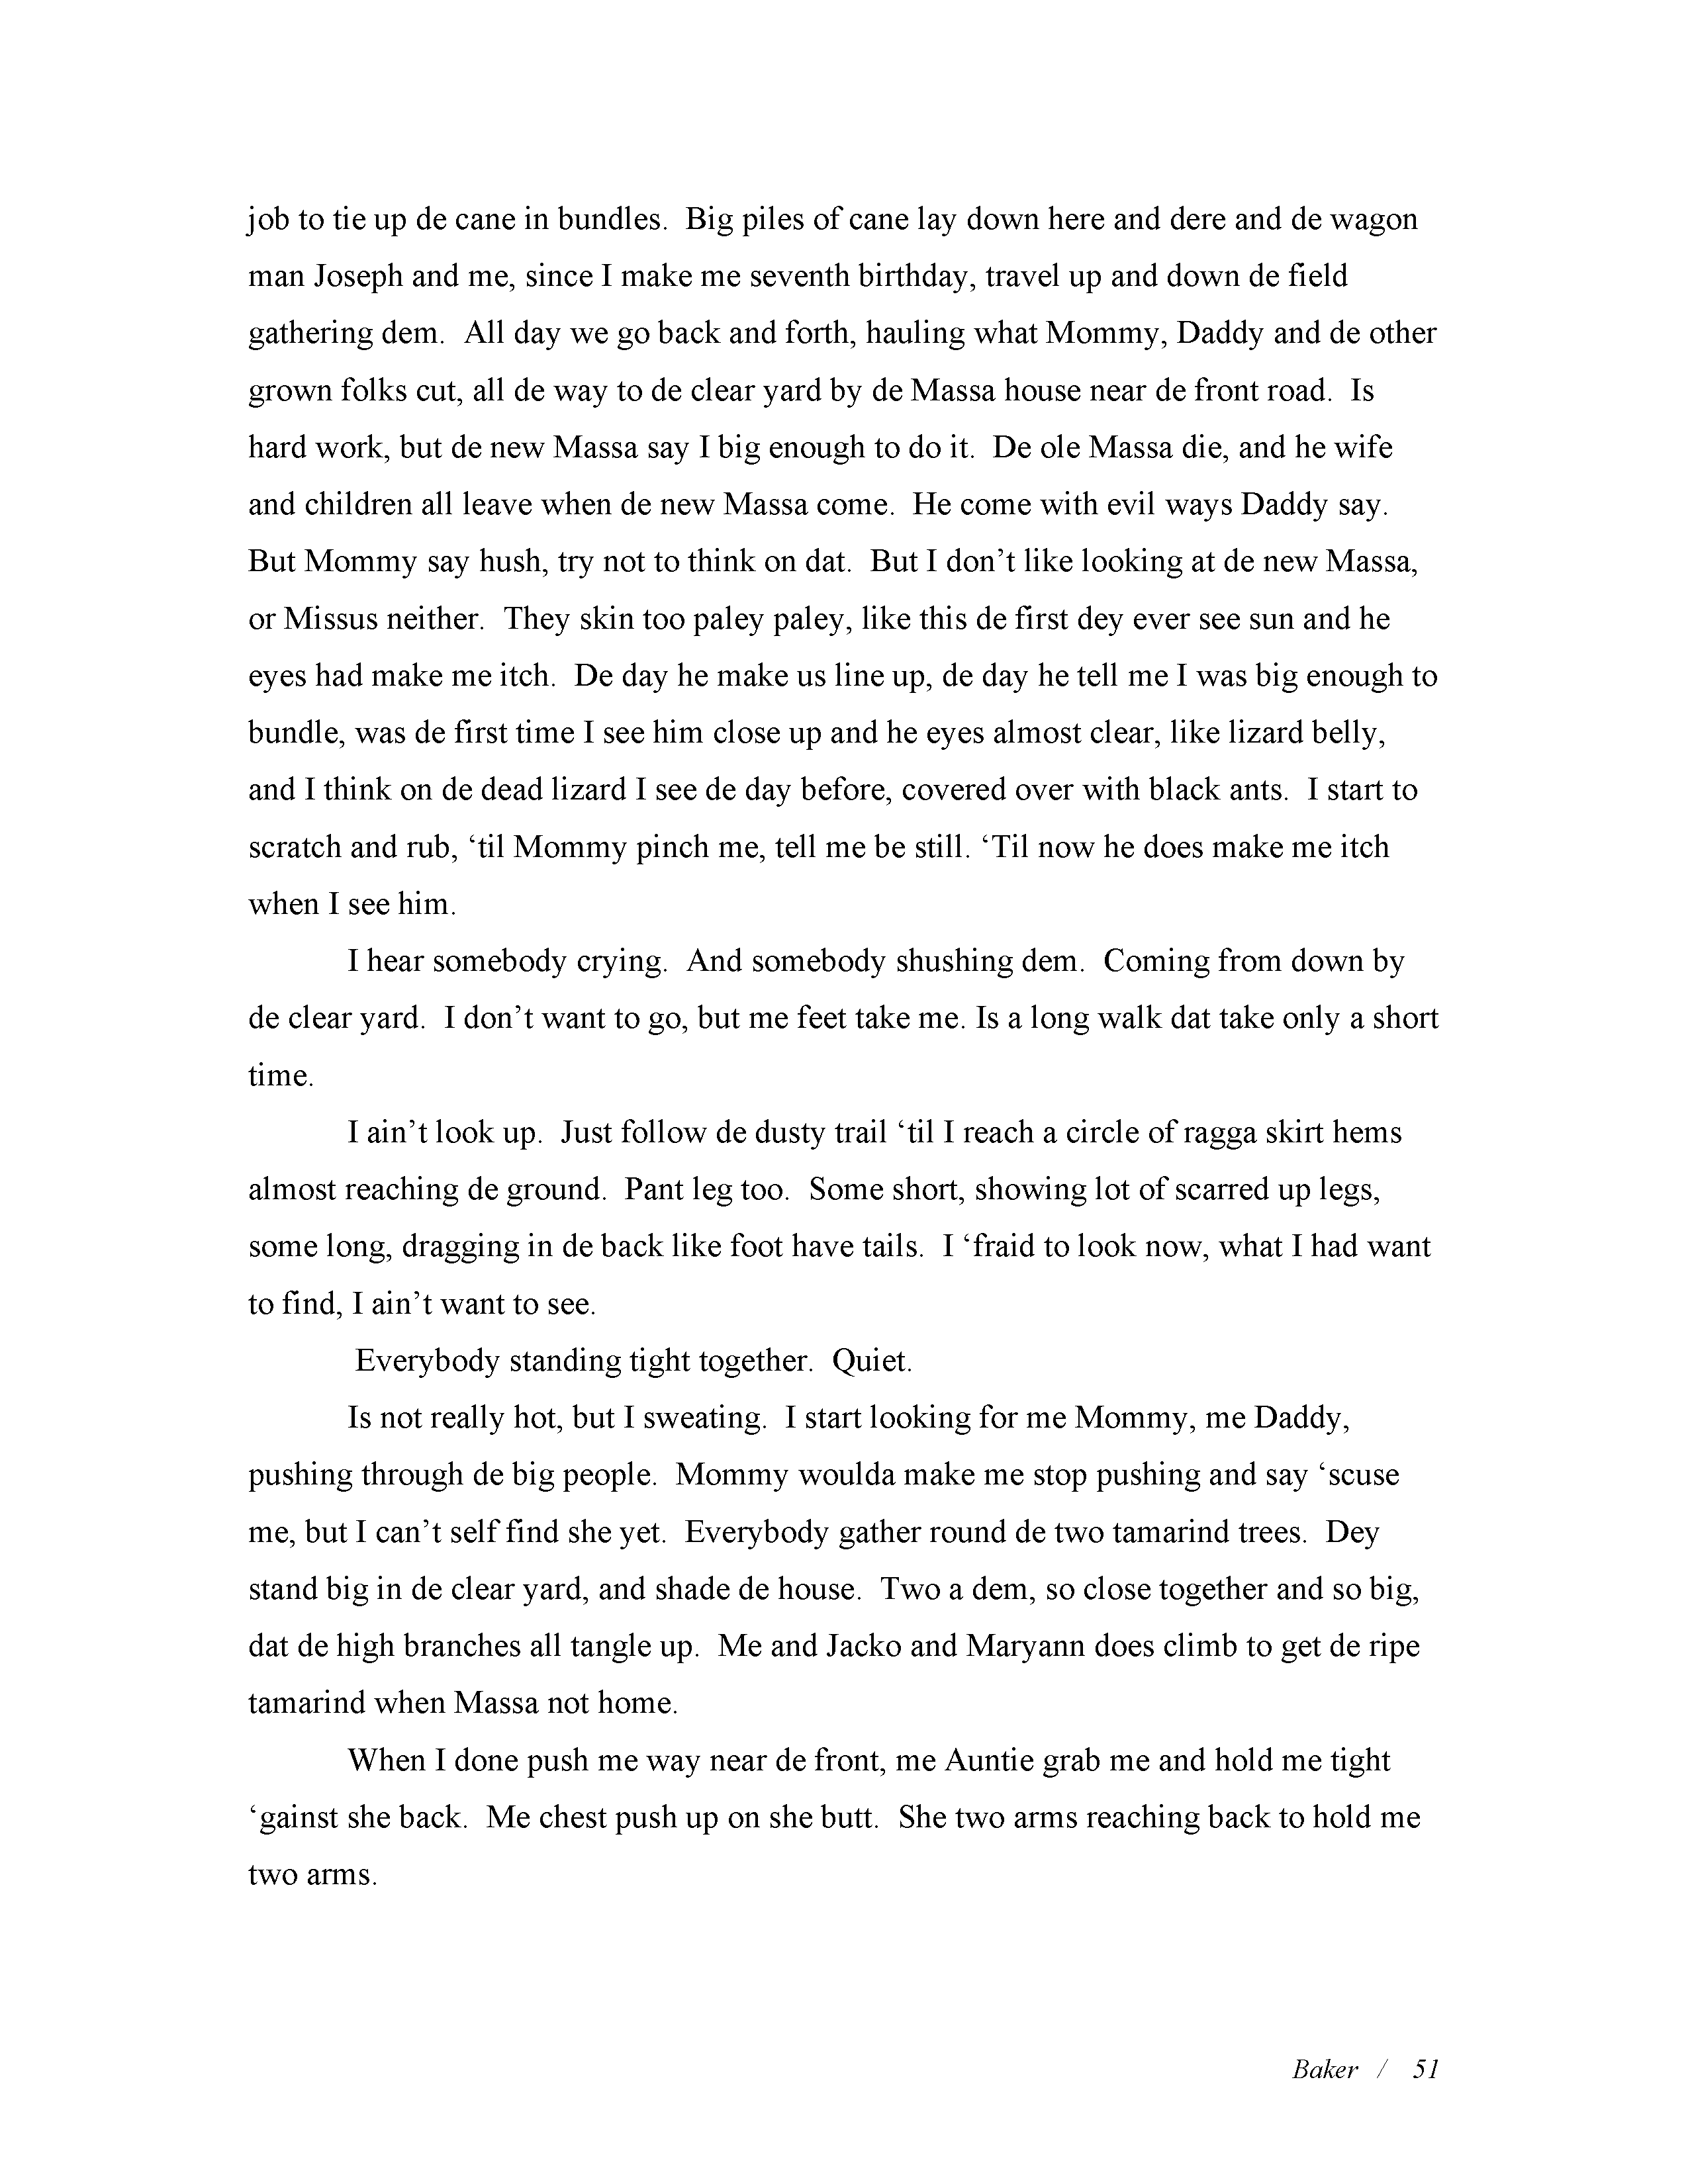 job to tie up de cane in bundles.  Big piles of cane lay down here and dere and de wagon
man Joseph and me, since I make me seventh birthday, travel up and down de field
gathering dem.  All day we go back and forth, hauling what Mommy, Daddy and de other
grown folks cut, all de way to de clear yard by de Massa house near de front road.  Is
hard work, but de new Massa say I big enough to do it.  De ole Massa die, and he wife
and children all leave when de new Massa come.  He come with evil ways Daddy say.
But Mommy say hush, try not to think on dat.  But I don’t like looking at de new Massa,
or Missus neither.  They skin too paley paley, like this de first dey ever see sun and he
eyes had make me itch.  De day he make us line up, de day he tell me I was big enough to
bundle, was de first time I see him close up and he eyes almost clear, like lizard belly,
and I think on de dead lizard I see de day before, covered over with black ants.  I start to
scratch and rub, ‘til Mommy pinch me, tell me be still. ‘Til now he does make me itch
when I see him.
I hear somebody crying.  And somebody shushing dem.  Coming from down by
de clear yard.  I don’t want to go, but me feet take me. Is a long walk dat take only a short
time.
I ain’t look up.  Just follow de dusty trail ‘til I reach a circle of ragga skirt hems
almost reaching de ground.  Pant leg too.  Some short, showing lot of scarred up legs,
some long, dragging in de back like foot have tails.  I ‘fraid to look now, what I had want
to find, I ain’t want to see.
Everybody standing tight together.  Quiet.
Is not really hot, but I sweating.  I start looking for me Mommy, me Daddy,
pushing through de big people.  Mommy woulda make me stop pushing and say ‘scuse
me, but I can’t self find she yet.  Everybody gather round de two tamarind trees.  Dey
stand big in de clear yard, and shade de house.  Two a dem, so close together and so big,
dat de high branches all tangle up.  Me and Jacko and Maryann does climb to get de ripe
tamarind when Massa not home.
When I done push me way near de front, me Auntie grab me and hold me tight
‘gainst she back.  Me chest push up on she butt.  She two arms reaching back to hold me
two arms.
Baker / 51